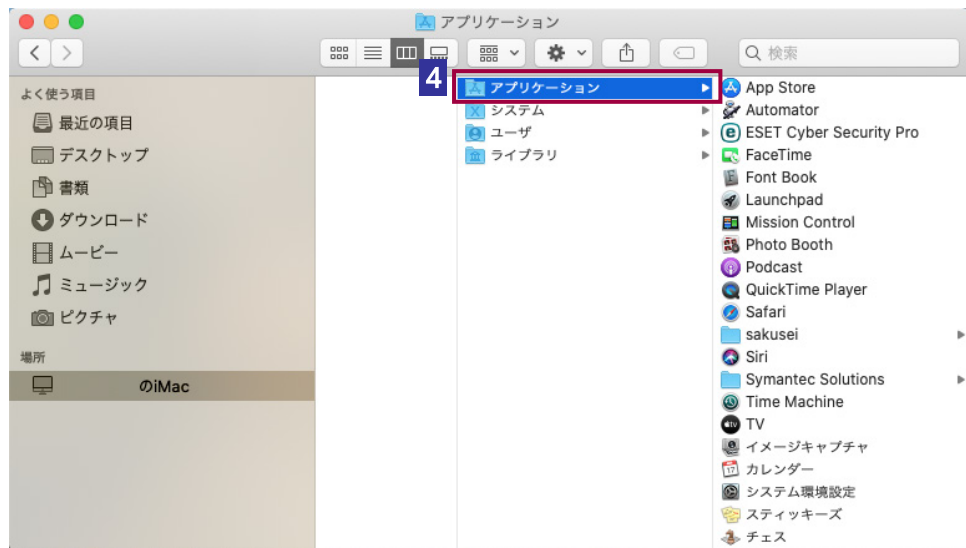 アプリケーション
検索
4
よく使う項目
最近の項目
デスクトップ
書類
ダウンロード
ムービー
ミュージック
ピクチャ
場所
のiMac
アプリケーション
システム
ユーザ
ライブラリ
App Store
Automator
ESET Cyber Security Pro
FaceTime
Font Book
Launchpad
Mission Control
Photo Booth
Podcast
QuickTime Player
Safari
sakusei
Siri
Symantec Solutions
Time Machine
TV
イメージキャプチャ
カレンダー
システム環境設定
スティッキーズ
チェス